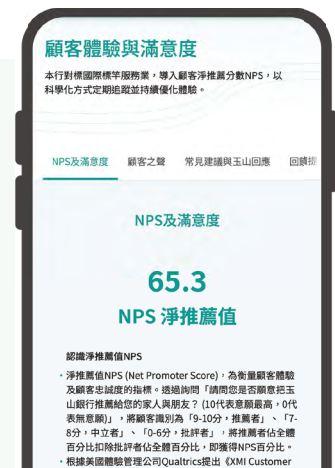 顧客體驗與滿意度
本行對標國際標竿服務業，導入顧客淨推薦分數NPS，以
科學化方式定期追蹤並持續優化體驗。
NPS及滿意度 顧客之聲 常見建議與玉山回應 回饋
NPS及滿意度
65.3
NPS 淨推薦值
認識淨推薦值NPS
・淨推薦值NPS (Net Promoter Score)，為衡量顧客體驗
及顧客忠誠度的指標。透過詢問「請問您是否願意把玉
山銀行推薦給您的家人與朋友？(10代表意願最高，0代
表無意願)」，將顧客識別為「9-10分，推薦者」、「7-
8分，中立者」、「0-6分，批評者」，將推薦者佔全體
百分比扣除批評者佔全體百分比，即獲得NPS百分比。
・根據美國體驗管理公司Qualtrics提出《XMI Customer